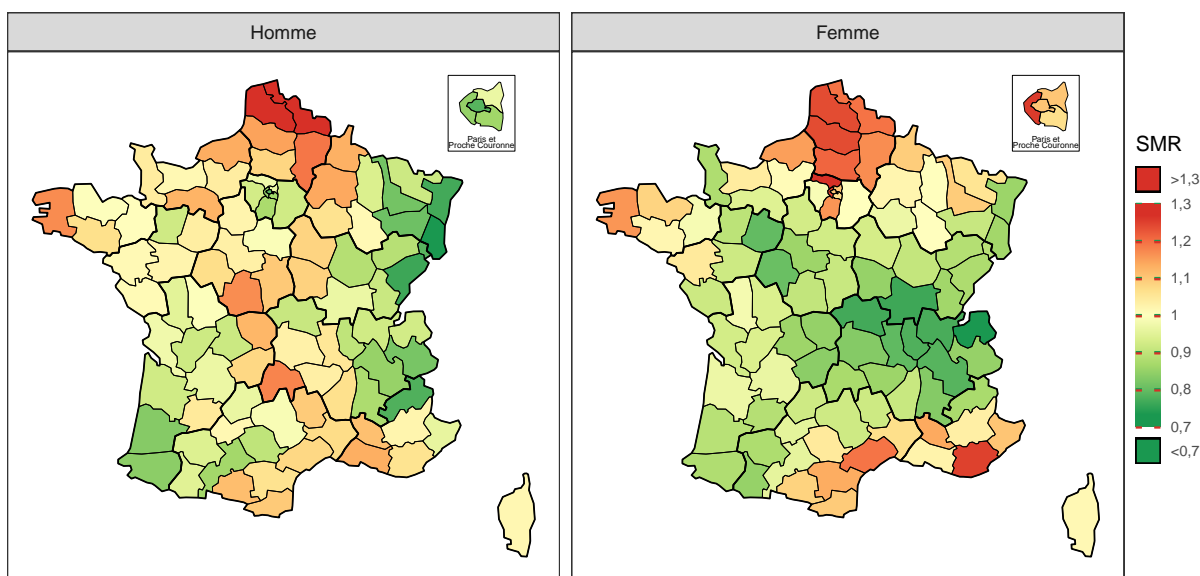 Homme
Femme
Paris et
Proche Couronne
Paris et
Proche Couronne
SMR
>1,3
1,3
1,2
1,1
1
0,9
0,8
0,7
<0,7